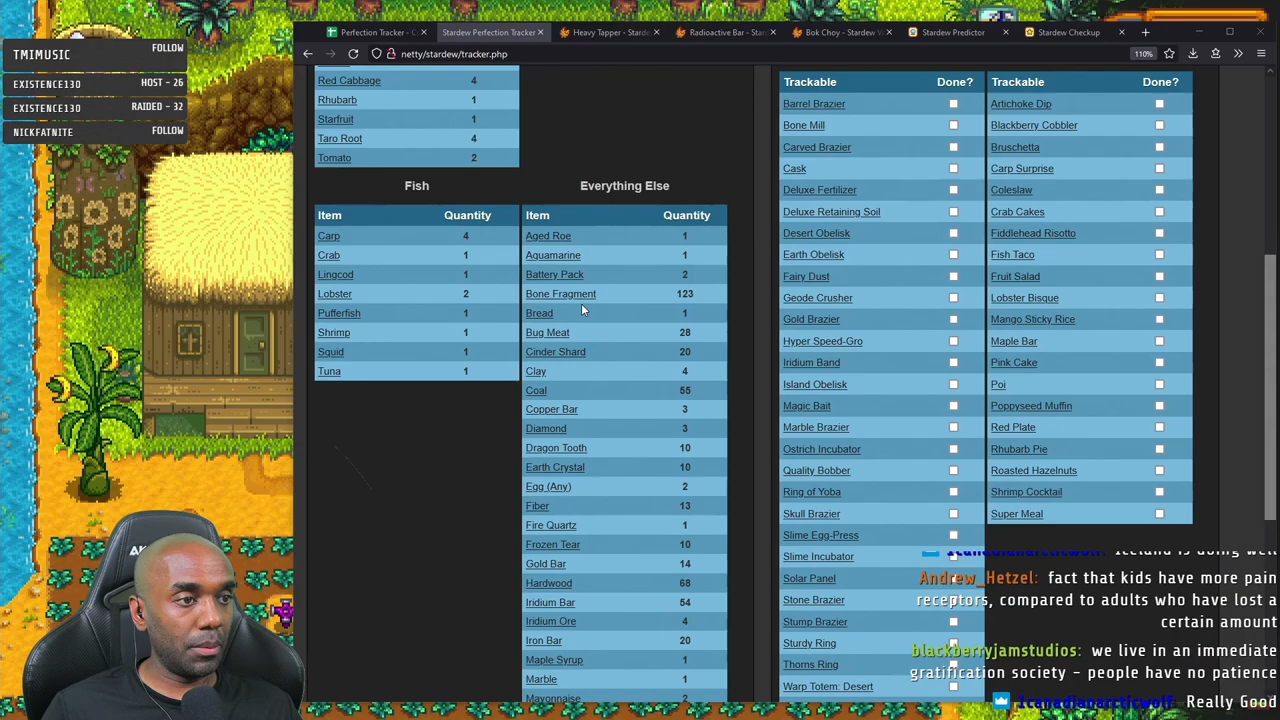 TMIMUSIC FOLLOW
EXISTENCE130 HOST - 26
EXISTENCE130 RAIDED - 32
NICKFATNITE FOLLOW
Perfection Tracker - C
Stardew Perfection Tracker
Heavy Tapper - Stardew
Radioactive Bar - Stard
Bok Choy - Stardew V
Stardew Predictor
Stardew Checkup
netty/stardew/tracker.php
110%
Red Cabbage 4
Rhubarb 1
Starfruit 1
Taro Root 4
Tomato 2
Fish
Item Quantity
Carp 4
Crab 1
Lingcod 1
Lobster 2
Pufferfish 1
Shrimp 1
Squid 1
Tuna 1
Everything Else
Item Quantity
Aged Roe 1
Aquamarine 1
Battery Pack 2
Bone Fragment 123
Bread 1
Bug Meat 28
Cinder Shard 20
Clay 4
Coal 55
Copper Bar 3
Diamond 3
Dragon Tooth 10
Earth Crystal 10
Egg (Any) 2
Fiber 13
Fire Quartz 1
Frozen Tear 10
Gold Bar 14
Hardwood 68
Iridium Bar 54
Iridium Ore 4
Iron Bar 20
Maple Syrup 1
Marble 1
Mayonnaise 2
Trackable Done?
Barrel Brazier
Bone Mill
Carved Brazier
Cask
Deluxe Fertilizer
Deluxe Retaining Soil
Desert Obelisk
Earth Obelisk
Fairy Dust
Geode Crusher
Gold Brazier
Hyper Speed-Gro
Iridium Band
Island Obelisk
Magic Bait
Marble Brazier
Ostrich Incubator
Quality Bobber
Ring of Yoba
Skull Brazier
Slime Egg-Press
Slime Incubator
Solar Panel
Stone Brazier
Stump Brazier
Sturdy Ring
Thorns Ring
Warp Totem: Desert
Trackable Done?
Artichoke Dip
Blackberry Cobbler
Bruschetta
Carp Surprise
Coleslaw
Crab Cakes
Fiddlehead Risotto
Fish Taco
Fruit Salad
Lobster Bisque
Mango Sticky Rice
Maple Bar
Pink Cake
Poi
Poppyseed Muffin
Red Plate
Rhubarb Pie
Roasted Hazelnuts
Shrimp Cocktail
Super Meal
1canadianarcticwolf: Iceland is doing well
Andrew_Hetzel: fact that kids have more pain
receptors, compared to adults who have lost a
certain amount
blackberryjamstudios: we live in an immediate
gratification society - people have no patience
1canadianarcticwolf: Really Good